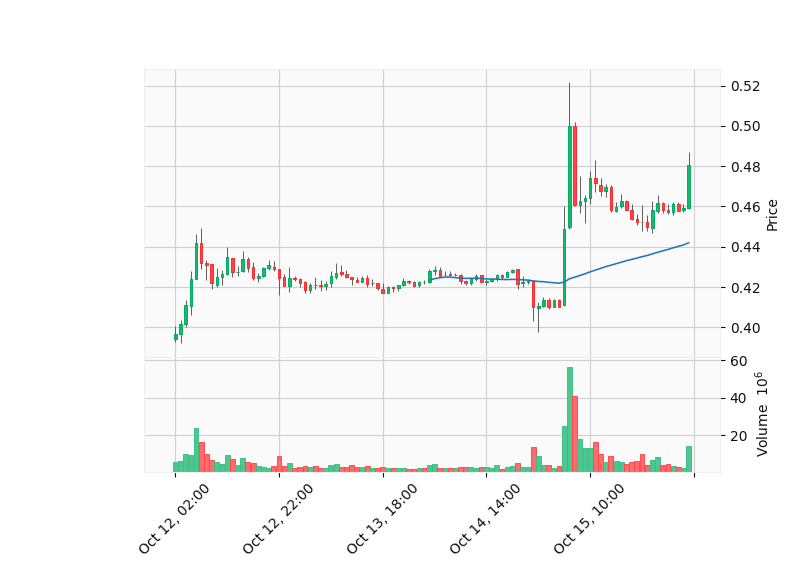 0.52
0.50
0.48
0.46
0.44
0.42
0.40
Price
60
40
20
Volume 10^6
Oct 12, 02:00
Oct 12, 22:00
Oct 13, 18:00
Oct 14, 14:00
Oct 15, 10:00